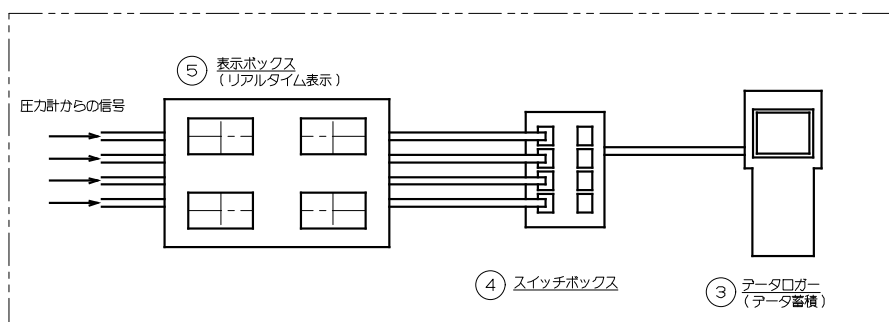 ⑤ 表示ボックス
(リアルタイム表示)
圧力計からの信号
④ スイッチボックス
③ データロガー
(データ蓄積)